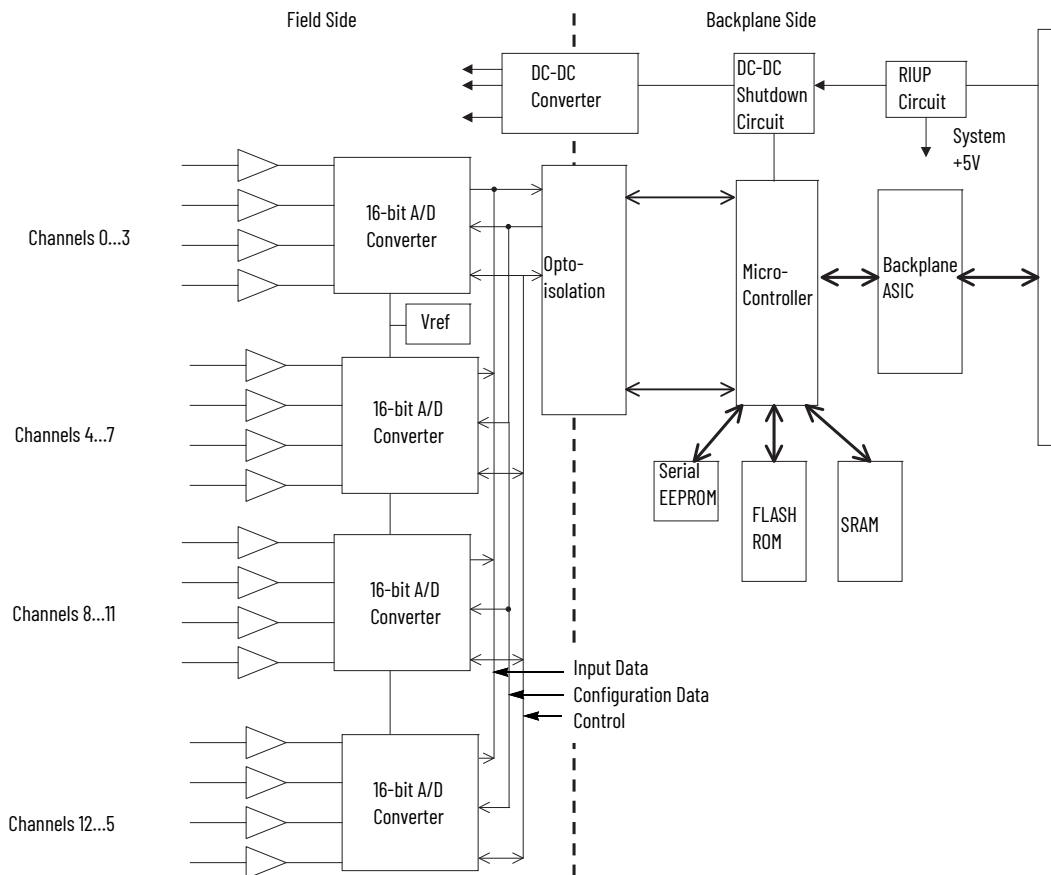 Field Side
Backplane Side
DC-DC
Converter
DC-DC
Shutdown
Circuit
RIUP
Circuit
System
+5V
Channels 0...3
16-bit A/D
Converter
Opto-
isolation
Micro-
Controller
Backplane
ASIC
Vref
Channels 4...7
16-bit A/D
Converter
Serial
EEPROM
FLASH
ROM
SRAM
Channels 8...11
16-bit A/D
Converter
Input Data
Configuration Data
Control
Channels 12...5
16-bit A/D
Converter